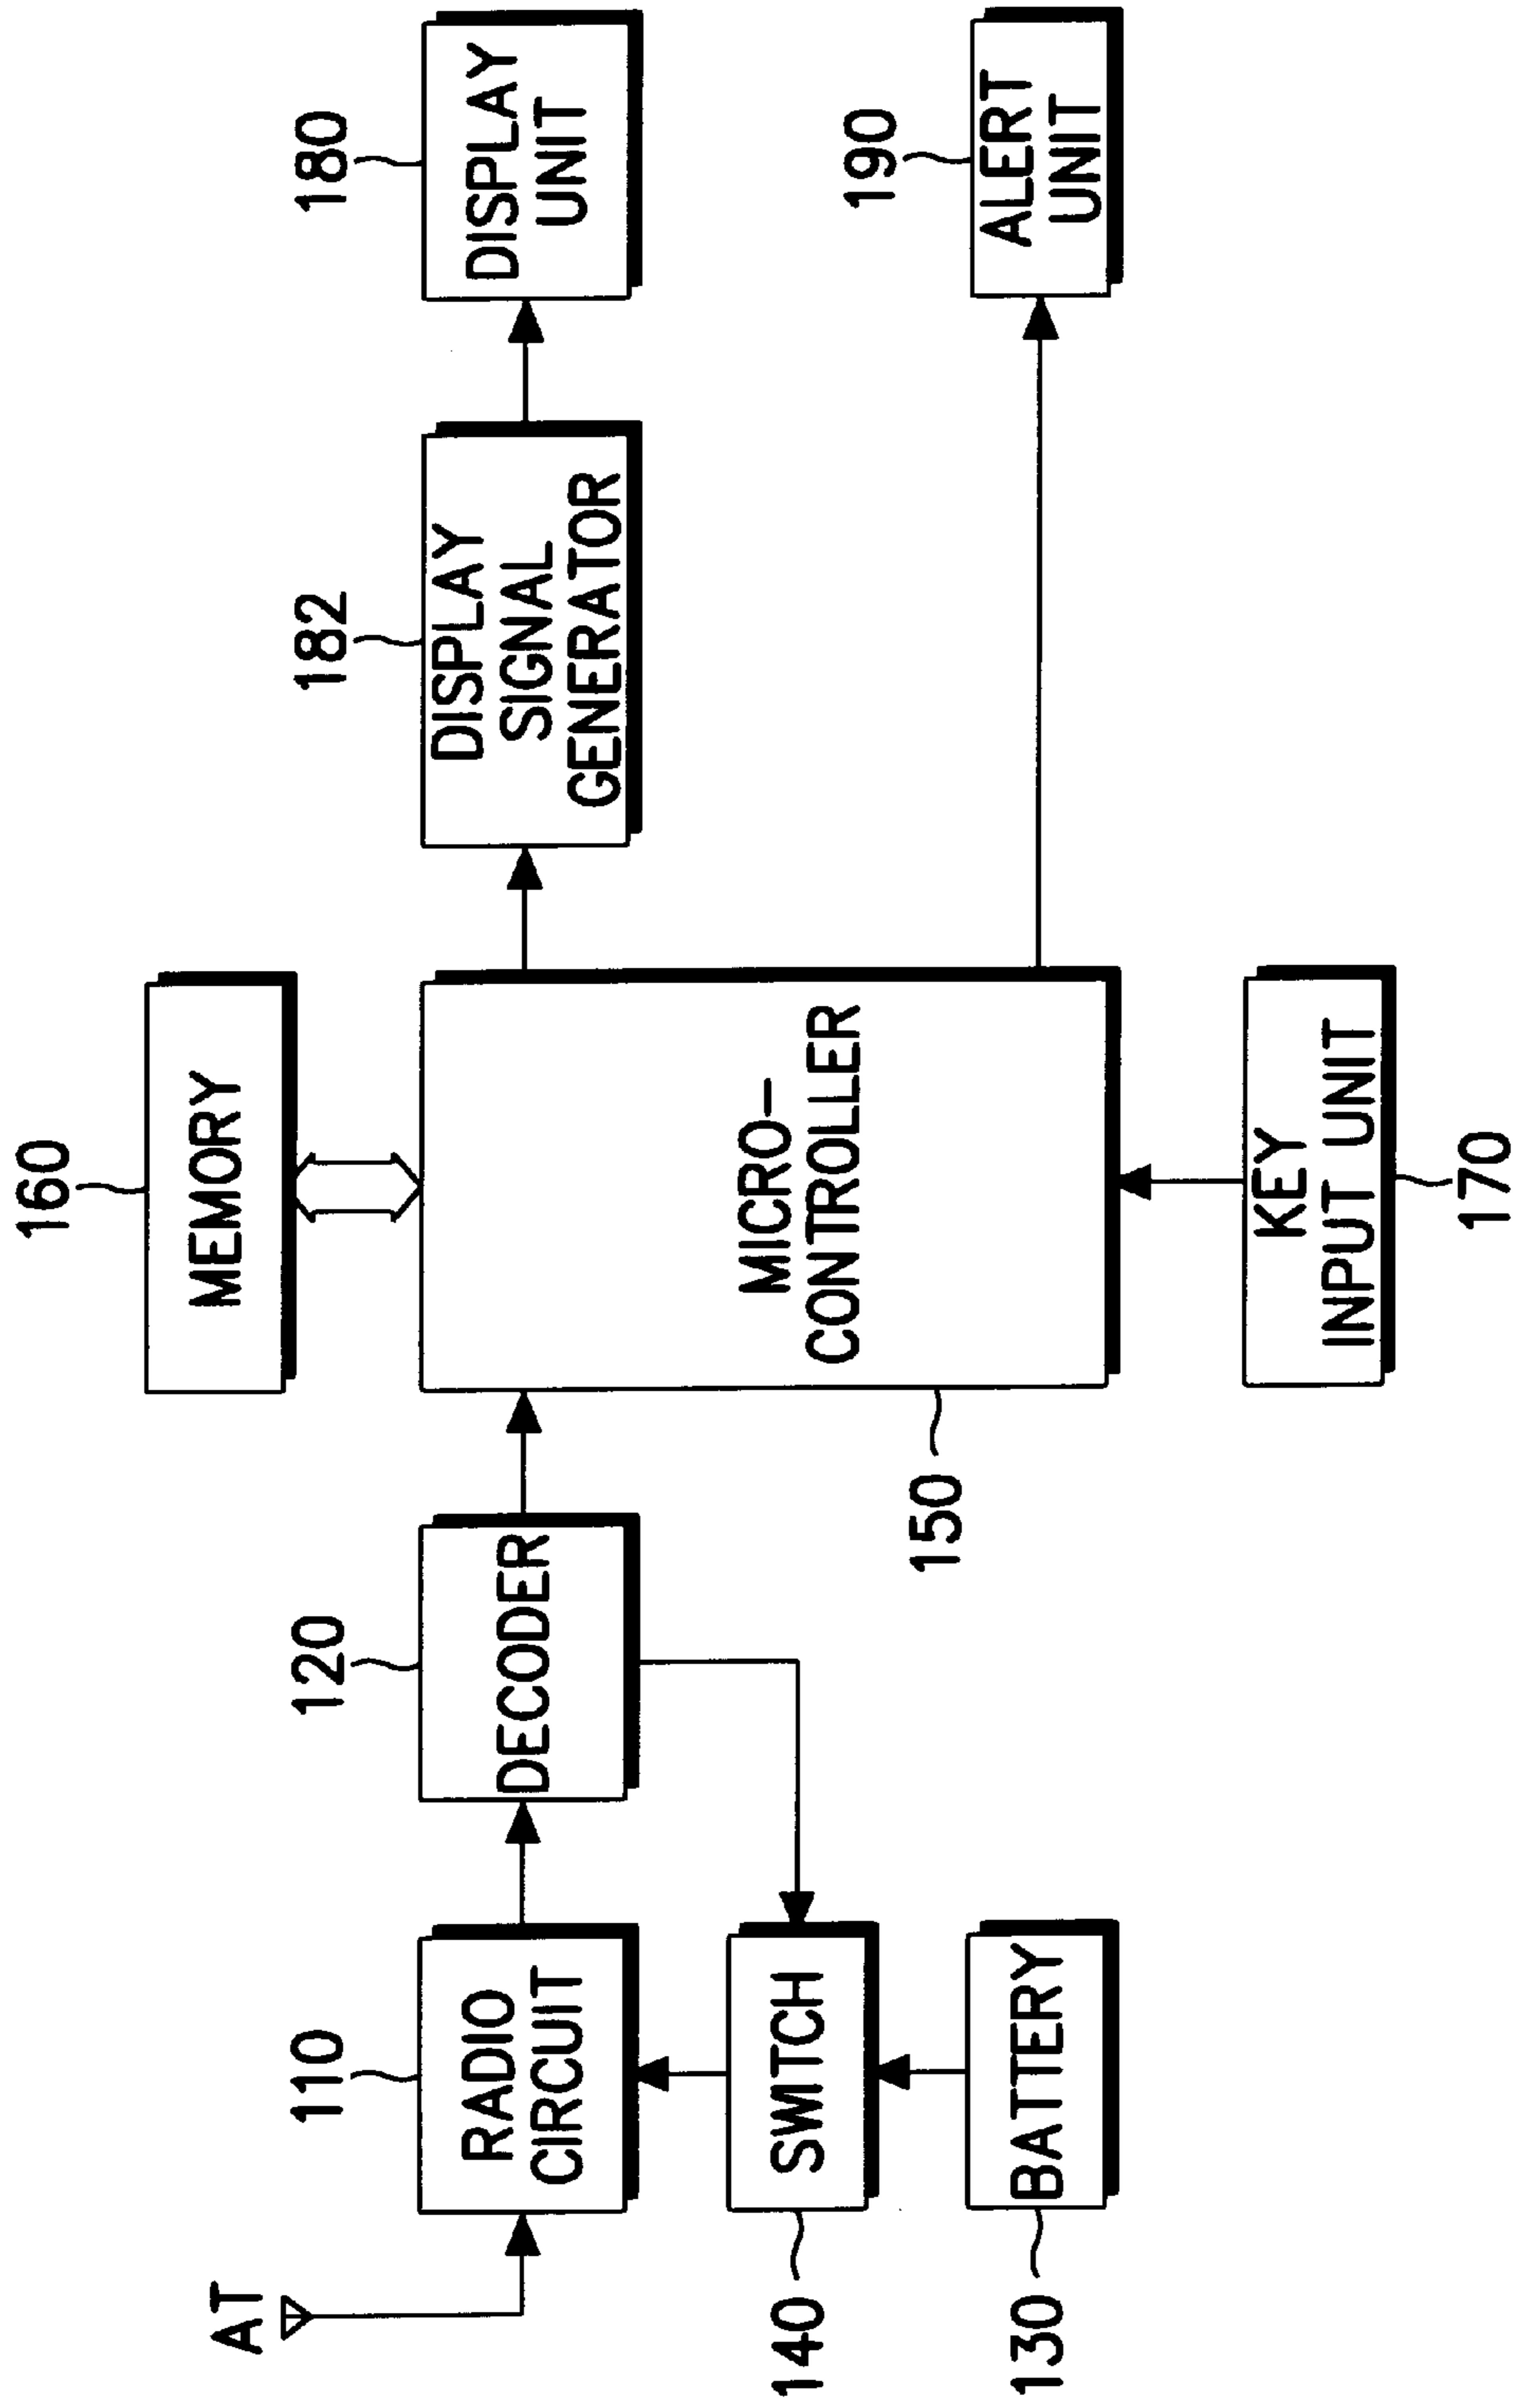 160
MEMORY
AT
110
RADIO
CIRCUIT
120
DECODER
182
DISPLAY
SIGNAL
GENERATOR
180
DISPLAY
UNIT
MICRO-
CONTROLLER
150
140
SWITCH
190
ALERT
UNIT
130
BATTERY
KEY
INPUT UNIT
170